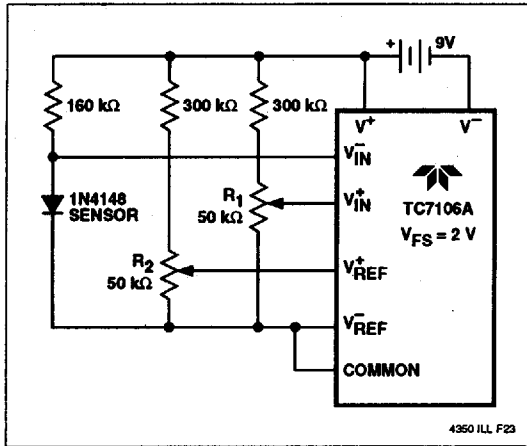 + 9V
160 kΩ
300 kΩ
300 kΩ
V+
V−
V−IN
1N4148
SENSOR
R1
50 kΩ
V+IN
TC7106A
VFS = 2 V
R2
50 kΩ
V+REF
V−REF
COMMON
4350 ILL F23